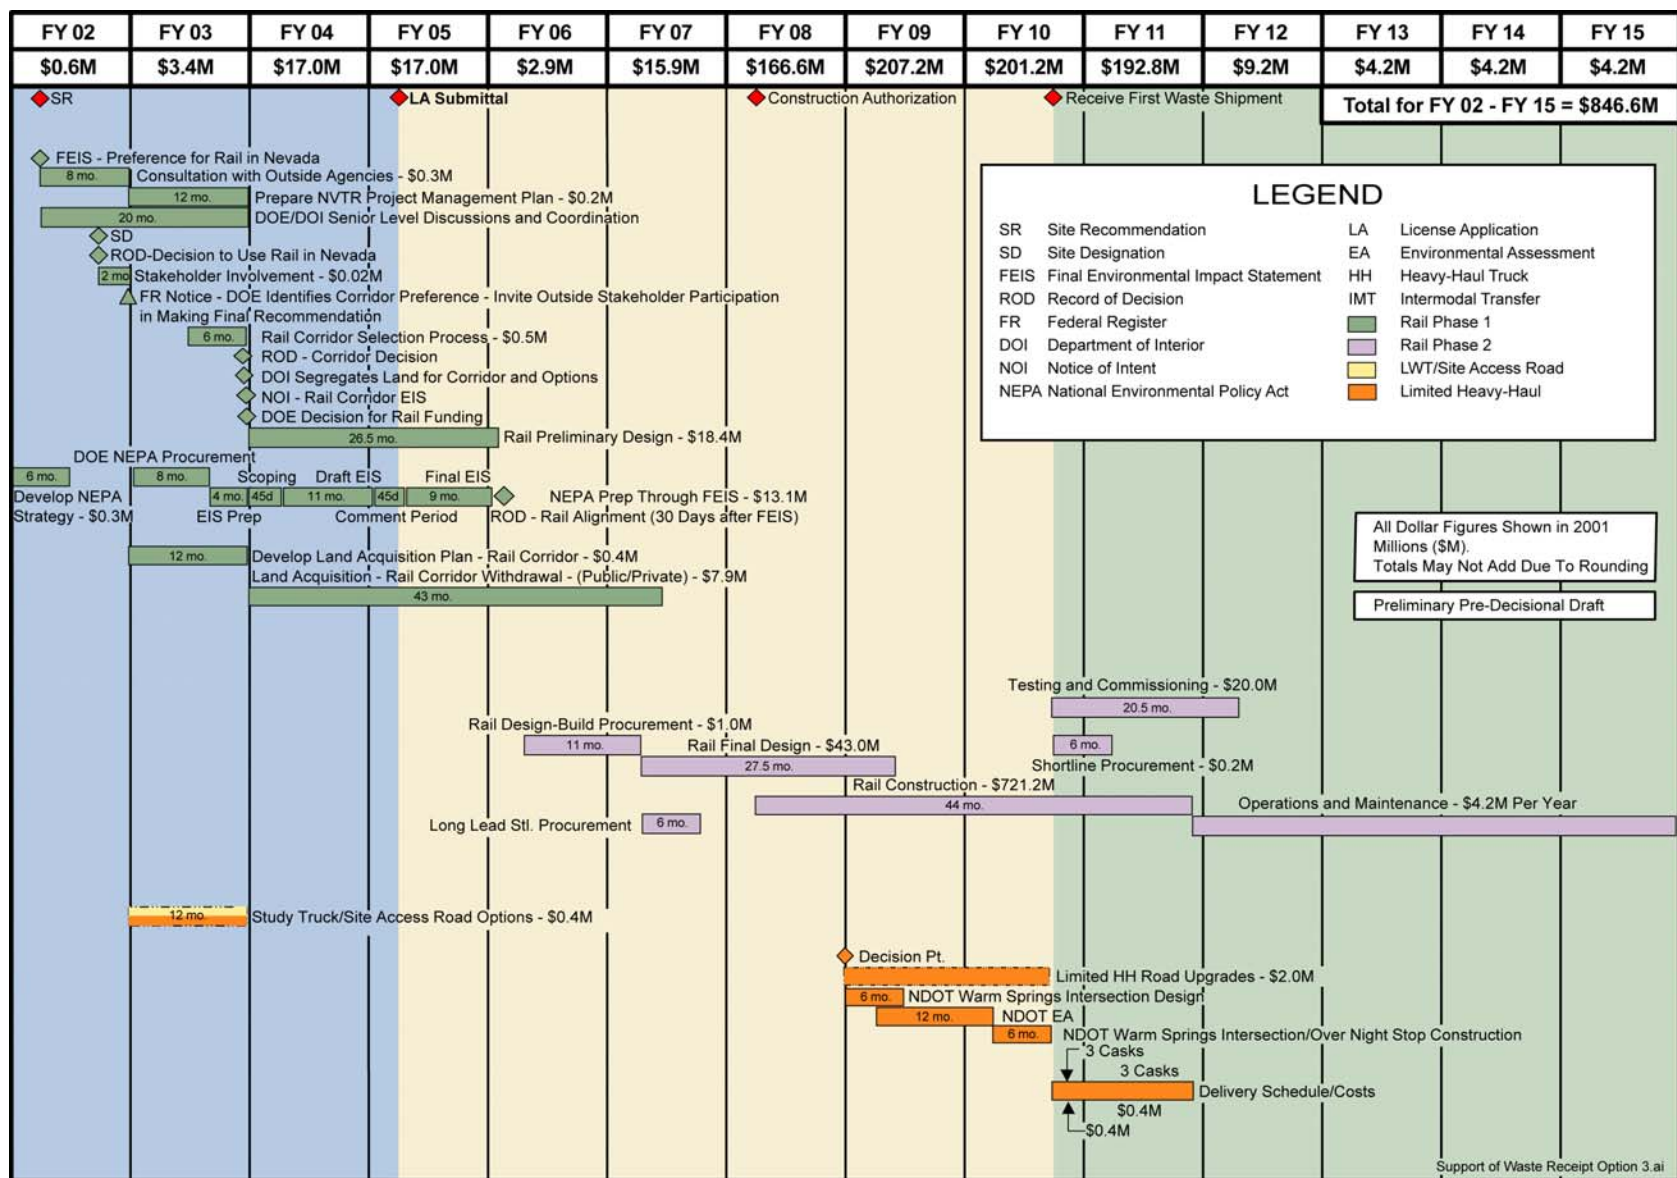 FY 02 FY 03 FY 04 FY 05 FY 06 FY 07 FY 08 FY 09 FY 10 FY 11 FY 12 FY 13 FY 14 FY 15
$0.6M $3.4M $17.0M $17.0M $2.9M $15.9M $166.6M $207.2M $201.2M $192.8M $9.2M $4.2M $4.2M $4.2M
SR LA Submittal Construction Authorization Receive First Waste Shipment
Total for FY 02 - FY 15 = $846.6M
FEIS - Preference for Rail in Nevada
8 mo. Consultation with Outside Agencies - $0.3M
12 mo. Prepare NVTR Project Management Plan - $0.2M
20 mo. DOE/DOI Senior Level Discussions and Coordination
SD
ROD-Decision to Use Rail in Nevada
2 mo Stakeholder Involvement - $0.02M
FR Notice - DOE Identifies Corridor Preference - Invite Outside Stakeholder Participation
in Making Final Recommendation
6 mo. Rail Corridor Selection Process - $0.5M
ROD - Corridor Decision
DOI Segregates Land for Corridor and Options
NOI - Rail Corridor EIS
DOE Decision for Rail Funding
26.5 mo. Rail Preliminary Design - $18.4M
LEGEND
SR Site Recommendation
SD Site Designation
FEIS Final Environmental Impact Statement
ROD Record of Decision
FR Federal Register
DOI Department of Interior
NOI Notice of Intent
NEPA National Environmental Policy Act
LA License Application
EA Environmental Assessment
HH Heavy-Haul Truck
IMT Intermodal Transfer
Rail Phase 1
Rail Phase 2
LWT/Site Access Road
Limited Heavy-Haul
DOE NEPA Procurement
6 mo. 8 mo. Scoping Draft EIS Final EIS
Develop NEPA 4 mo. 45d 11 mo. 45d 9 mo. NEPA Prep Through FEIS - $13.1M
Strategy - $0.3M EIS Prep Comment Period ROD - Rail Alignment (30 Days after FEIS)
All Dollar Figures Shown in 2001
Millions ($M).
Totals May Not Add Due To Rounding
Preliminary Pre-Decisional Draft
12 mo. Develop Land Acquisition Plan - Rail Corridor - $0.4M
Land Acquisition - Rail Corridor Withdrawal - (Public/Private) - $7.9M
43 mo.
Testing and Commissioning - $20.0M
20.5 mo.
Rail Design-Build Procurement - $1.0M
11 mo. Rail Final Design - $43.0M 6 mo.
27.5 mo. Shortline Procurement - $0.2M
Rail Construction - $721.2M
44 mo. Operations and Maintenance - $4.2M Per Year
Long Lead Stl. Procurement 6 mo.
12 mo. Study Truck/Site Access Road Options - $0.4M
Decision Pt.
Limited HH Road Upgrades - $2.0M
6 mo. NDOT Warm Springs Intersection Design
12 mo. NDOT EA
6 mo. NDOT Warm Springs Intersection/Over Night Stop Construction
3 Casks
3 Casks
Delivery Schedule/Costs
$0.4M
$0.4M
Support of Waste Receipt Option 3.ai